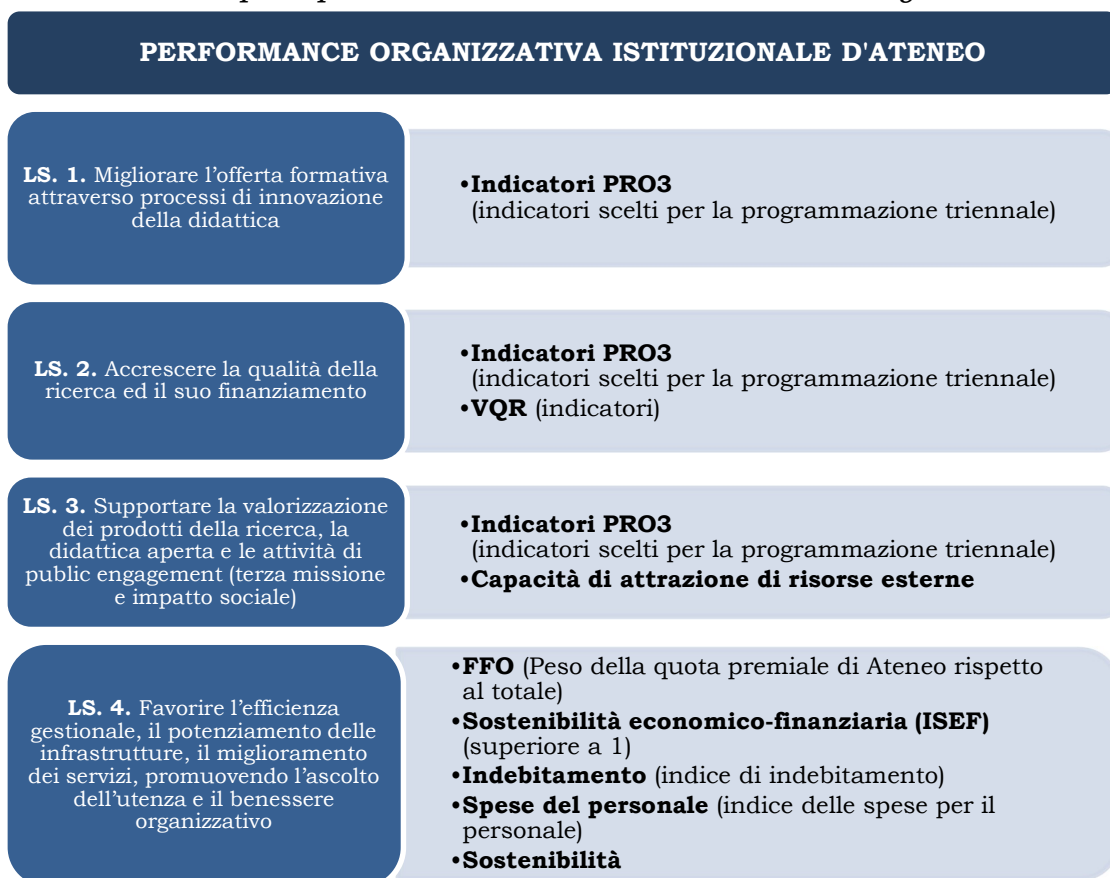 PERFORMANCE ORGANIZZATIVA ISTITUZIONALE D'ATENEO
LS. 1. Migliorare l’offerta formativa
attraverso processi di innovazione
della didattica
•Indicatori PRO3
(indicatori scelti per la programmazione triennale)
LS. 2. Accrescere la qualità della
ricerca ed il suo finanziamento
•Indicatori PRO3
(indicatori scelti per la programmazione triennale)
•VQR (indicatori)
LS. 3. Supportare la valorizzazione
dei prodotti della ricerca, la
didattica aperta e le attività di
public engagement (terza missione
e impatto sociale)
•Indicatori PRO3
(indicatori scelti per la programmazione triennale)
•Capacità di attrazione di risorse esterne
LS. 4. Favorire l’efficienza
gestionale, il potenziamento delle
infrastrutture, il miglioramento
dei servizi, promuovendo l’ascolto
dell’utenza e il benessere
organizzativo
•FFO (Peso della quota premiale di Ateneo rispetto
al totale)
•Sostenibilità economico-finanziaria (ISEF)
(superiore a 1)
•Indebitamento (indice di indebitamento)
•Spese del personale (indice delle spese per il
personale)
•Sostenibilità